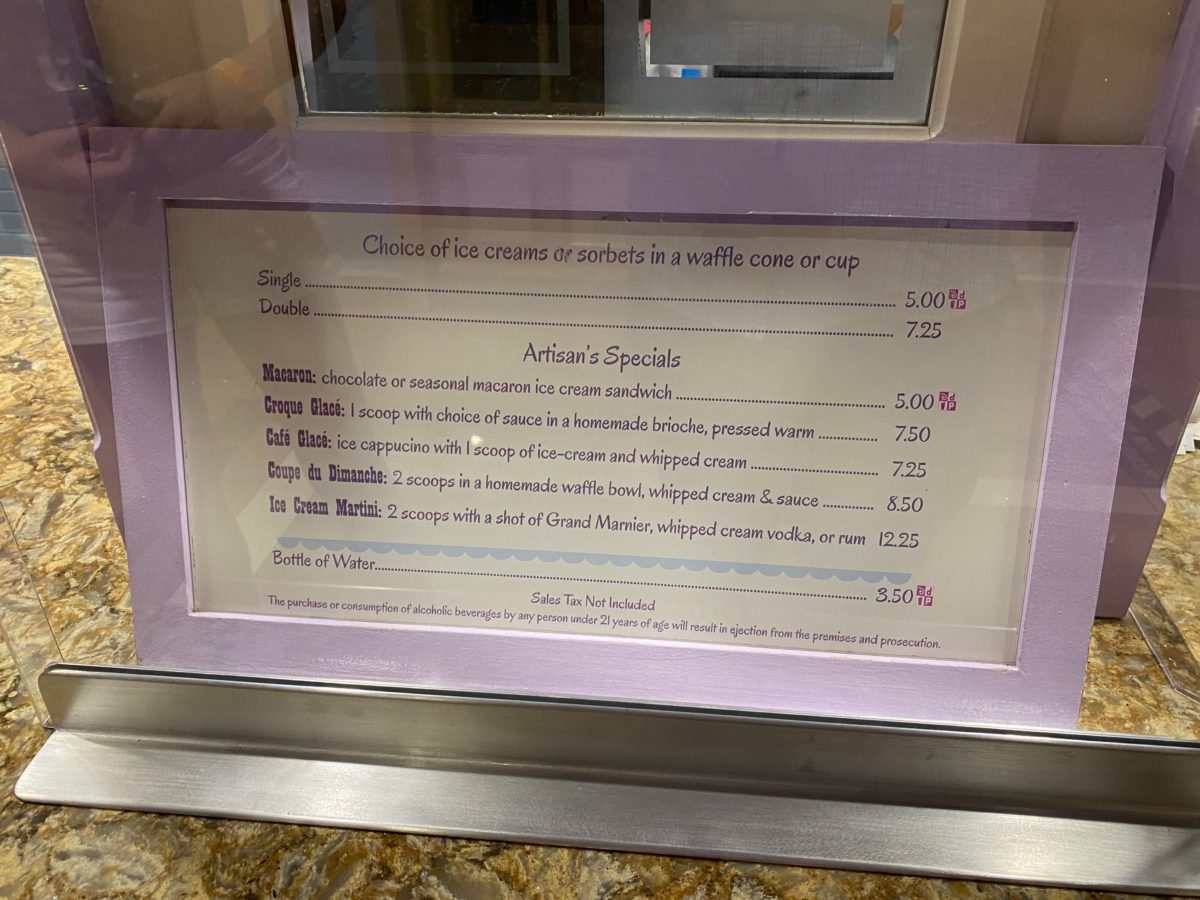 Choice of ice creams or sorbets in a waffle cone or cup
Single ........ 5.00
Double ........ 7.25
Artisan's Specials
Macaron: chocolate or seasonal macaron ice cream sandwich ........ 5.00
Croque Glacé: 1 scoop with choice of sauce in a homemade brioche, pressed warm ........ 7.50
Café Glacé: ice cappucino with 1 scoop of ice-cream and whipped cream ........ 7.25
Coupe du Dimanche: 2 scoops in a homemade waffle bowl, whipped cream & sauce ........ 8.50
Ice Cream Martini: 2 scoops with a shot of Grand Marnier, whipped cream vodka, or rum 12.25
Bottle of Water........ 3.50
Sales Tax Not Included
The purchase or consumption of alcoholic beverages by any person under 21 years of age will result in ejection from the premises and prosecution.